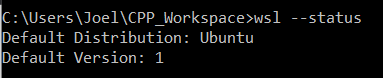 C:\Users\Joel\CPP_Workspace>wsl --status
Default Distribution: Ubuntu
Default Version: 1